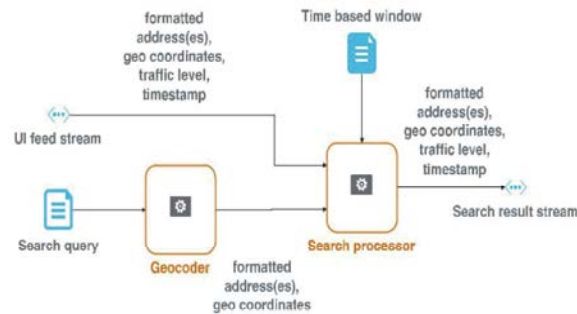 formatted
address(es),
geo coordinates,
traffic level,
timestamp
Time based window
formatted
address(es),
geo coordinates,
traffic level,
timestamp
UI feed stream
Search query
Geocoder
formatted
address(es),
geo coordinates
Search processor
Search result stream